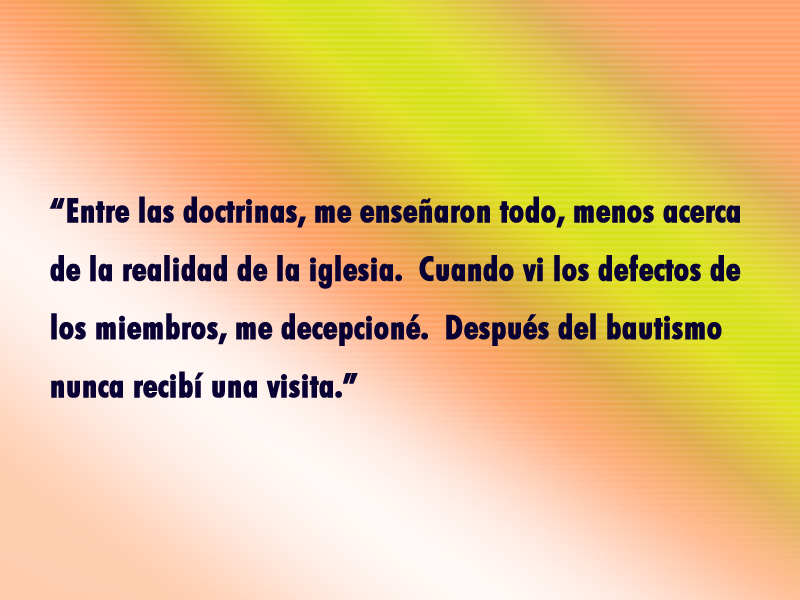 “Entre las doctrinas, me enseñaron todo, menos acerca
de la realidad de la iglesia.  Cuando vi los defectos de
los miembros, me decepcioné.  Después del bautismo
nunca recibí una visita.”